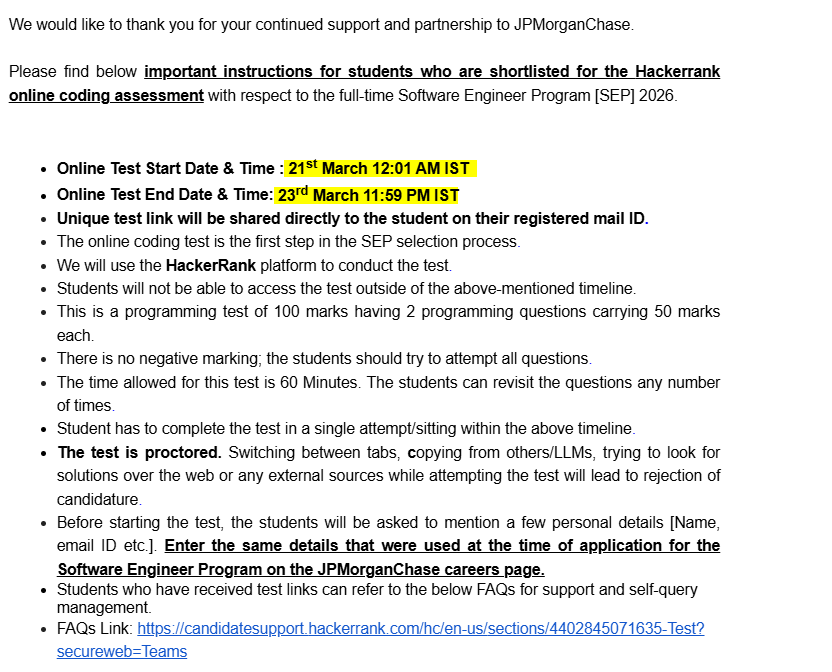 We would like to thank you for your continued support and partnership to JPMorganChase.
Please find below important instructions for students who are shortlisted for the Hackerrank
online coding assessment with respect to the full-time Software Engineer Program [SEP] 2026.
• Online Test Start Date & Time : 21st March 12:01 AM IST
• Online Test End Date & Time: 23rd March 11:59 PM IST
• Unique test link will be shared directly to the student on their registered mail ID.
• The online coding test is the first step in the SEP selection process.
• We will use the HackerRank platform to conduct the test.
• Students will not be able to access the test outside of the above-mentioned timeline.
• This is a programming test of 100 marks having 2 programming questions carrying 50 marks
each.
• There is no negative marking; the students should try to attempt all questions.
• The time allowed for this test is 60 Minutes. The students can revisit the questions any number
of times.
• Student has to complete the test in a single attempt/sitting within the above timeline.
• The test is proctored. Switching between tabs, copying from others/LLMs, trying to look for
solutions over the web or any external sources while attempting the test will lead to rejection of
candidature.
• Before starting the test, the students will be asked to mention a few personal details [Name,
email ID etc.]. Enter the same details that were used at the time of application for the
Software Engineer Program on the JPMorganChase careers page.
• Students who have received test links can refer to the below FAQs for support and self-query
management.
• FAQs Link: https://candidatesupport.hackerrank.com/hc/en-us/sections/4402845071635-Test?
secureweb=Teams